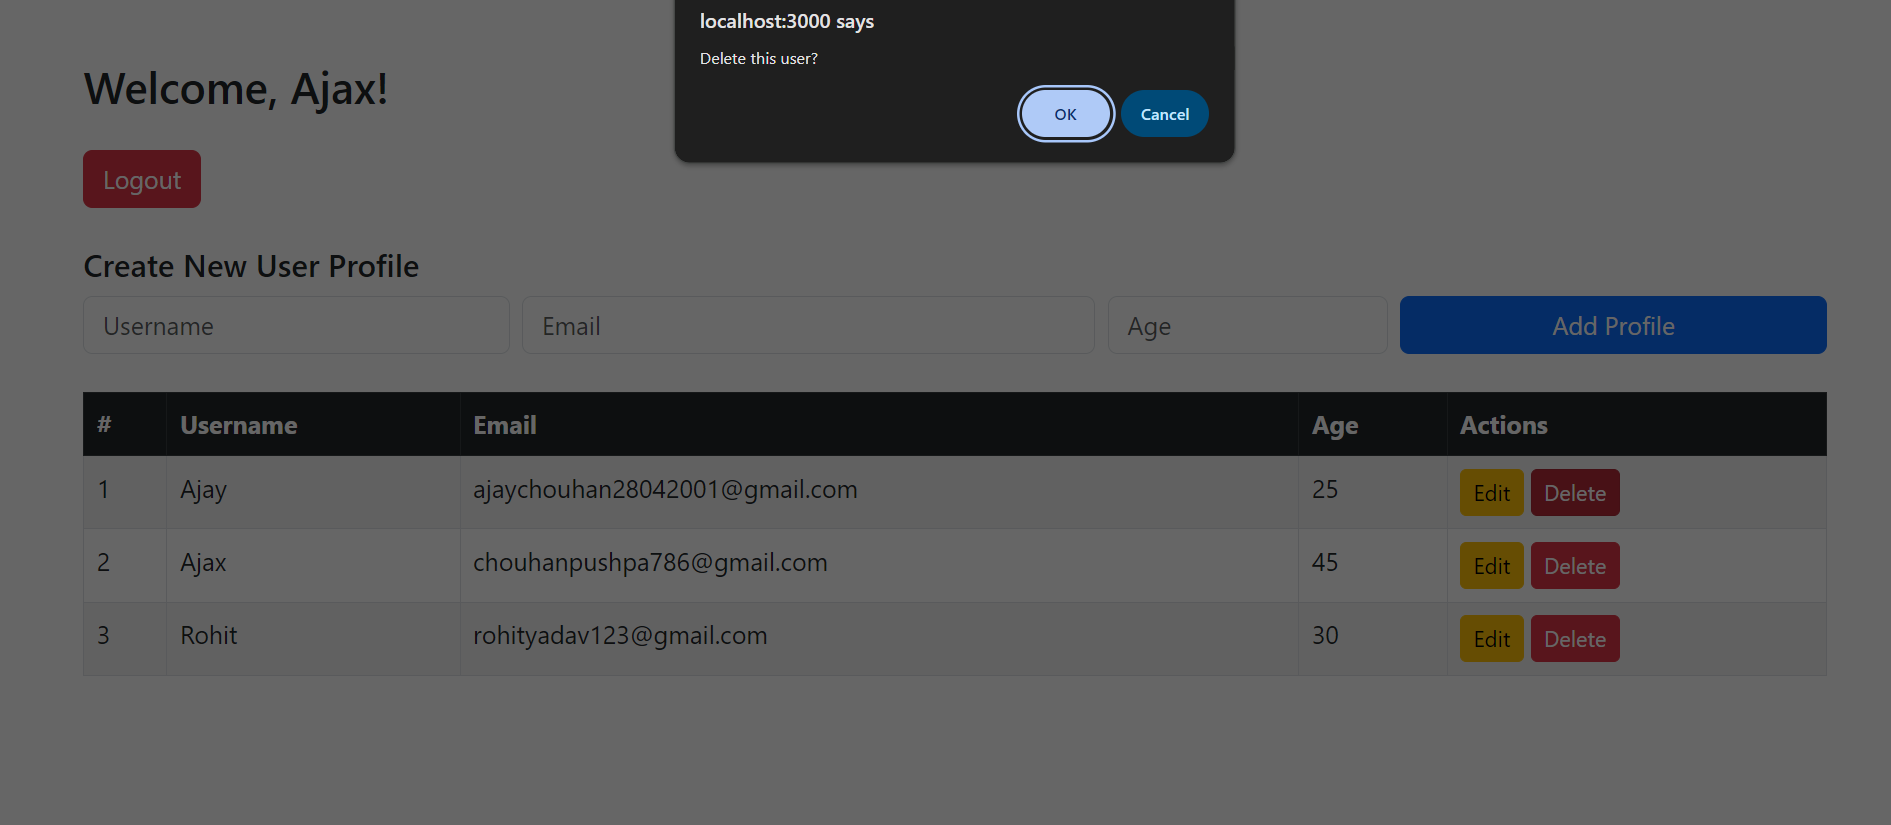 localhost:3000 says
Delete this user?
OK Cancel
Welcome, Ajax!
Logout
Create New User Profile
Username Email Age Add Profile
# Username Email Age Actions
1 Ajay ajaychouhan28042001@gmail.com 25 Edit Delete
2 Ajax chouhanpushpa786@gmail.com 45 Edit Delete
3 Rohit rohityadav123@gmail.com 30 Edit Delete